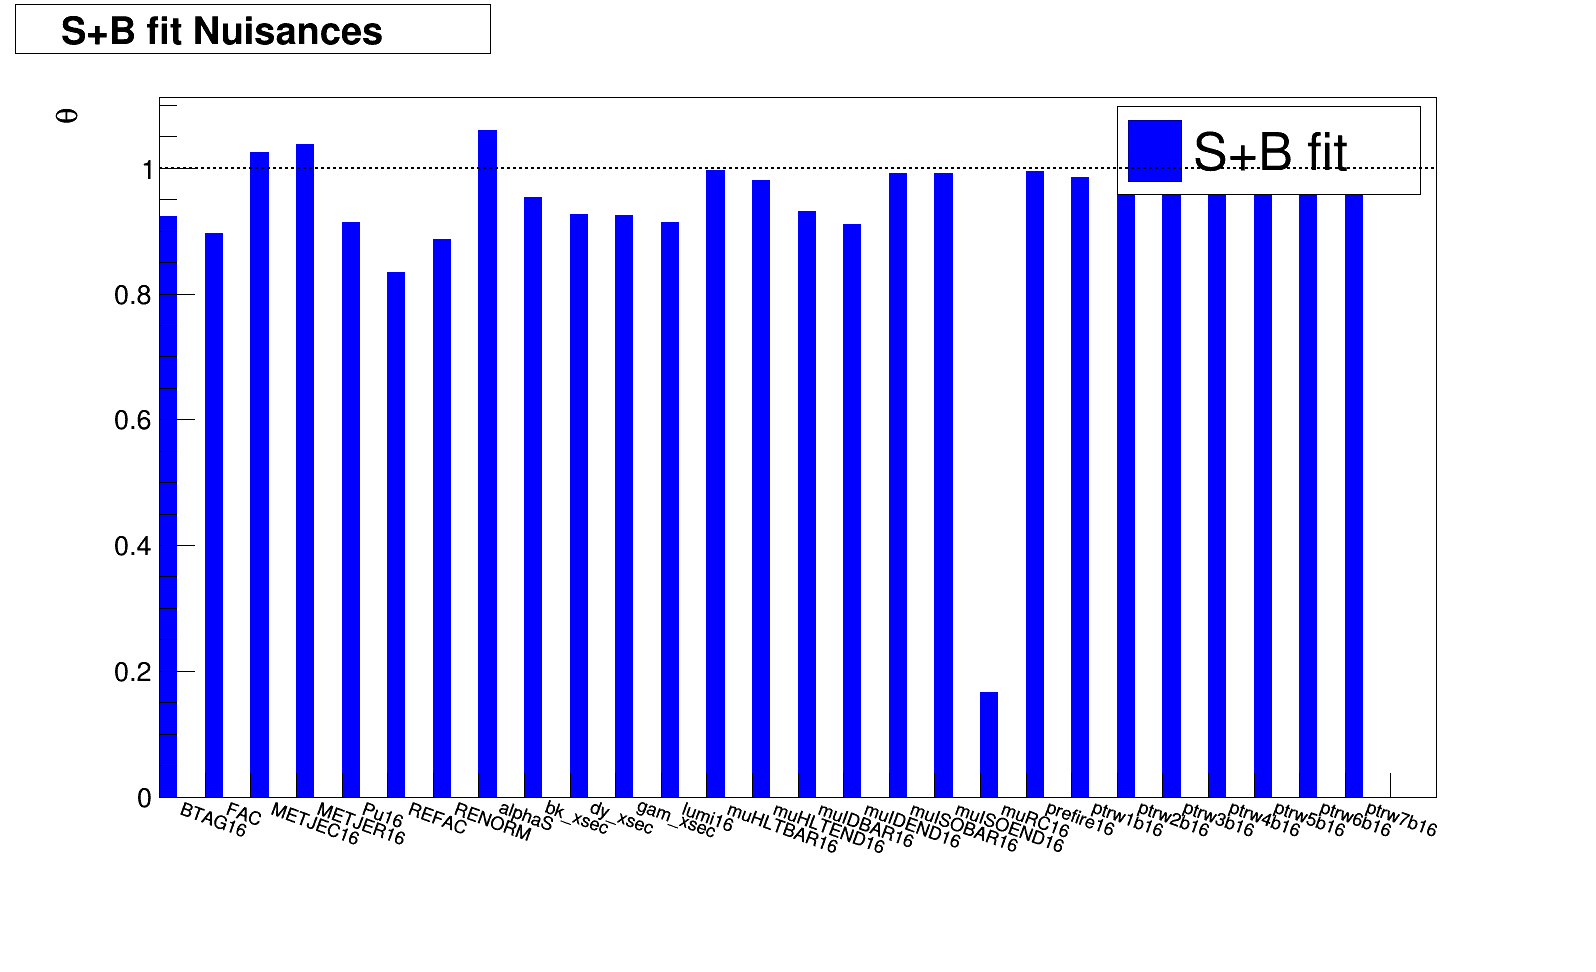 S+B fit Nuisances
θ
S+B fit
1
0.8
0.6
0.4
0.2
0
BTAG16
FAC
METJEC16
METJER16
Pu16
REFAC
RENORM
alphaS
bk_xsec
dy_xsec
gam_xsec
lumi16
muHLTBAR16
muHLTEND16
muIDBAR16
muIDEND16
muISOBAR16
muISOEND16
muRC16
prefire16
ptrw1b16
ptrw2b16
ptrw3b16
ptrw4b16
ptrw5b16
ptrw6b16
ptrw7b16